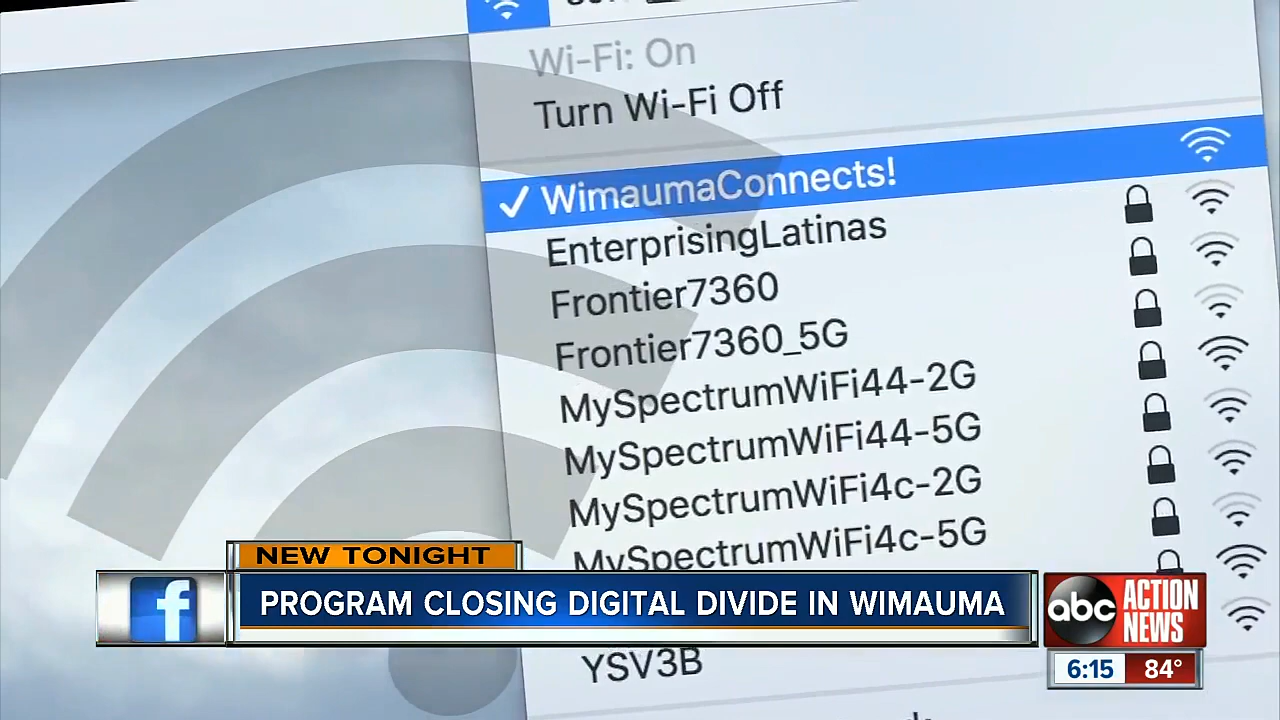 Wi-Fi: On
Turn Wi-Fi Off
✓ WimaumaConnects!
EnterprisingLatinas
Frontier7360
Frontier7360_5G
MySpectrumWiFi44-2G
MySpectrumWiFi44-5G
MySpectrumWiFi4c-2G
MySpectrumWiFi4c-5G
NEW TONIGHT
f
PROGRAM CLOSING DIGITAL DIVIDE IN WIMAUMA
abc
ACTION
NEWS
6:15 84°
YSV3B